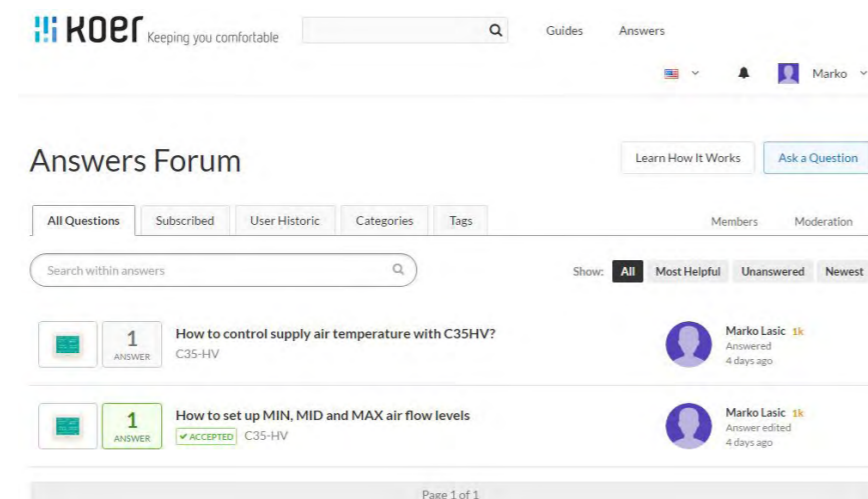 KOer Keeping you comfortable
Guides Answers
Marko
Answers Forum
Learn How It Works Ask a Question
All Questions Subscribed User Historic Categories Tags Members Moderation
Search within answers
Show: All Most Helpful Unanswered Newest
1 ANSWER
How to control supply air temperature with C35HV?
C35-HV
Marko Lasic 1k
Answered
4 days ago
1 ANSWER
How to set up MIN, MID and MAX air flow levels
ACCEPTED C35-HV
Marko Lasic 1k
Answer edited
4 days ago
Page 1 of 1